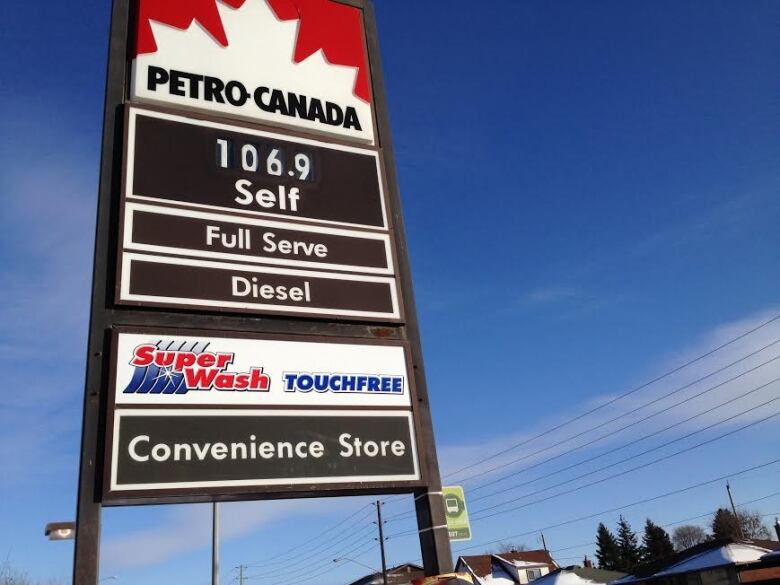 PETRO-CANADA
106.9
Self
Full Serve
Diesel
Super
Wash
TOUCHFREE
Convenience Store